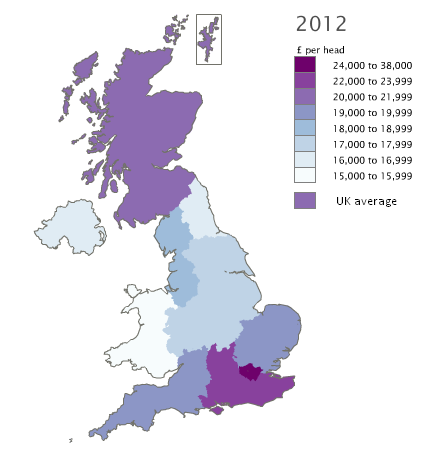 2012
£ per head
24,000 to 38,000
22,000 to 23,999
20,000 to 21,999
19,000 to 19,999
18,000 to 18,999
17,000 to 17,999
16,000 to 16,999
15,000 to 15,999
UK average